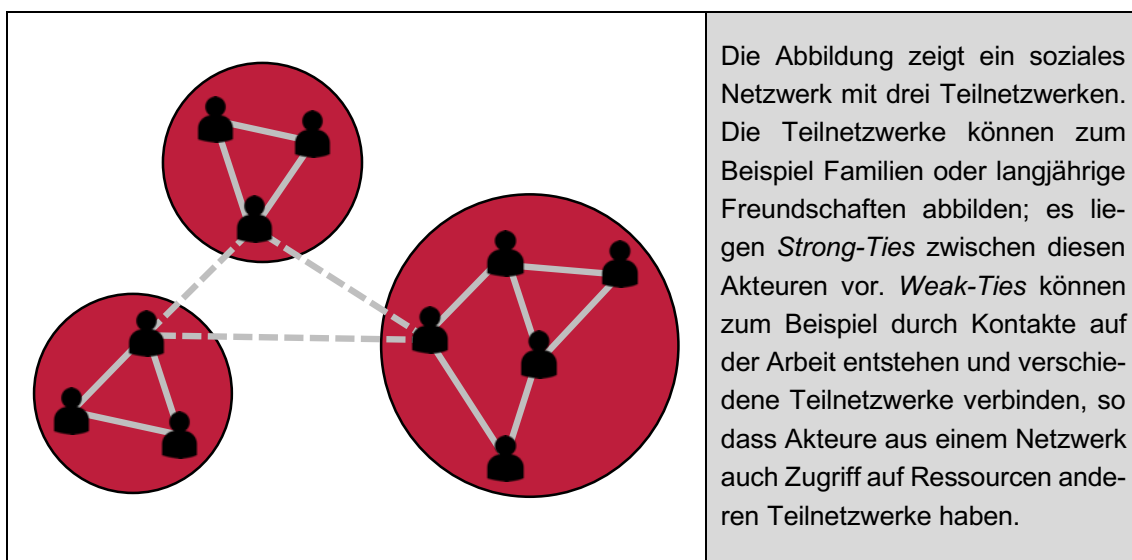 Die Abbildung zeigt ein soziales
Netzwerk mit drei Teilnetzwerken.
Die Teilnetzwerke können zum
Beispiel Familien oder langjährige
Freundschaften abbilden; es lie-
gen Strong-Ties zwischen diesen
Akteuren vor. Weak-Ties können
zum Beispiel durch Kontakte auf
der Arbeit entstehen und verschie-
dene Teilnetzwerke verbinden, so
dass Akteure aus einem Netzwerk
auch Zugriff auf Ressourcen ande-
ren Teilnetzwerke haben.